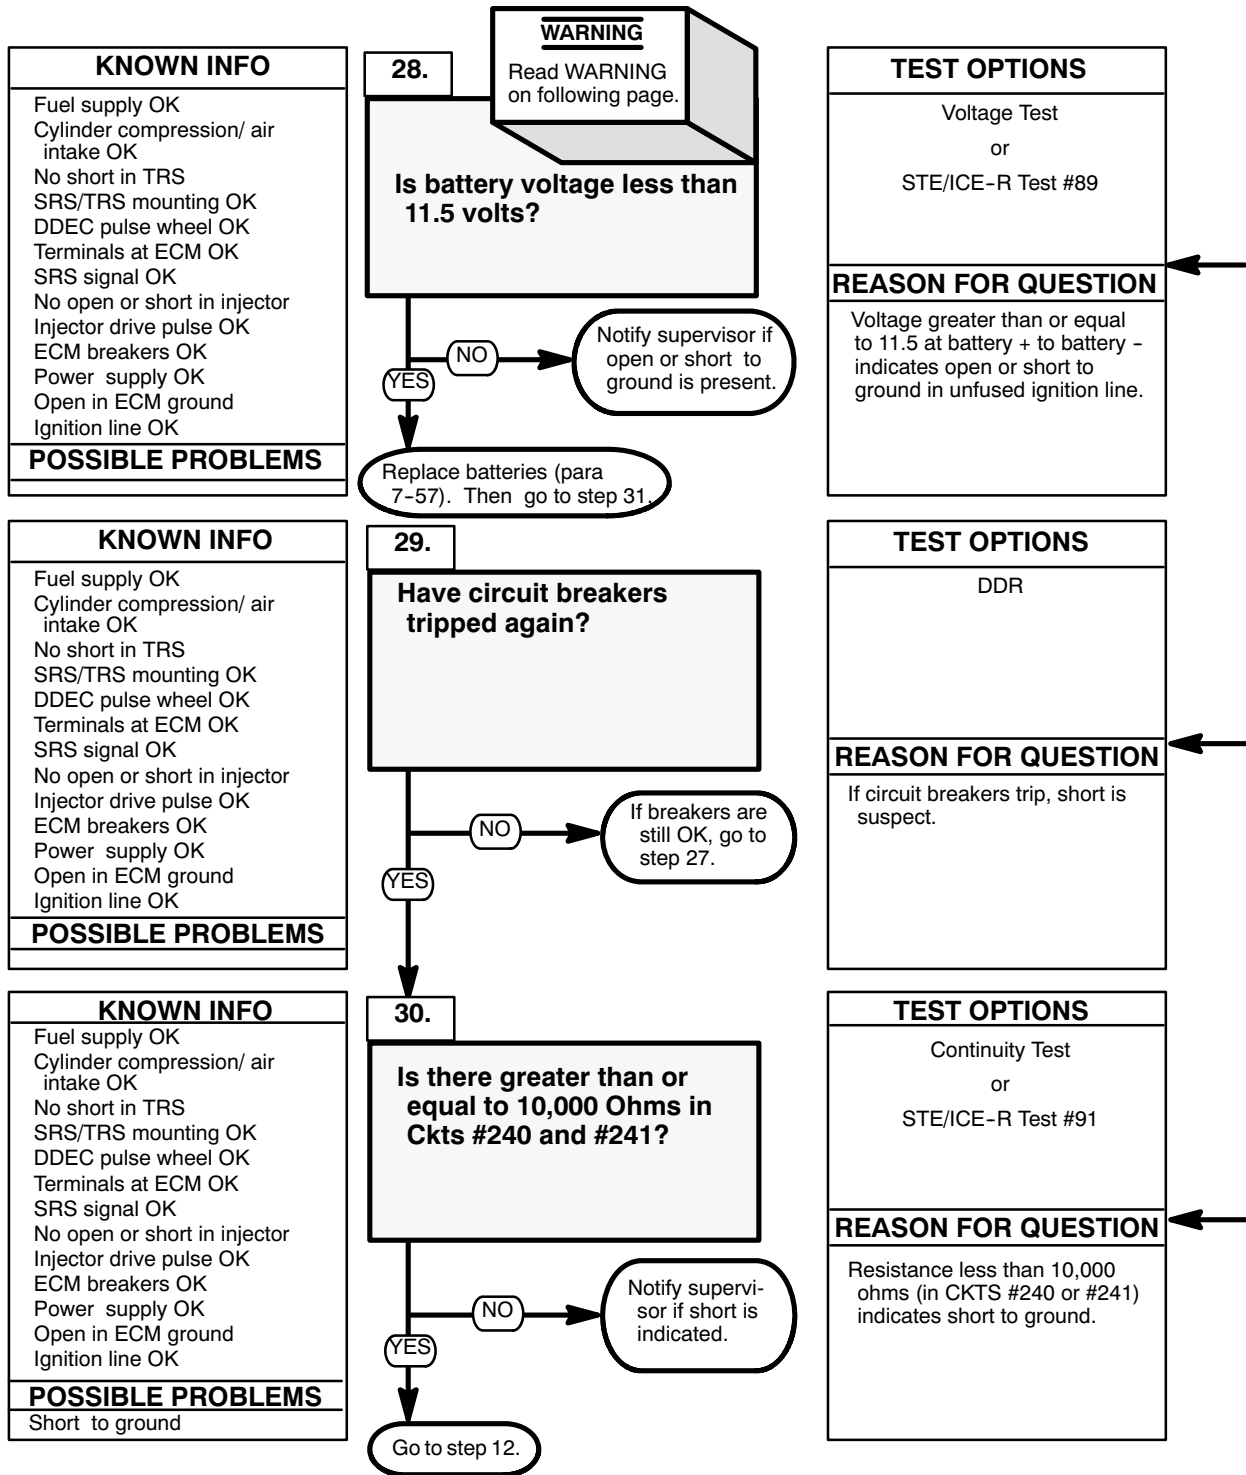 KNOWN INFO
Fuel supply OK
Cylinder compression/ air
intake OK
No short in TRS
SRS/TRS mounting OK
DDEC pulse wheel OK
Terminals at ECM OK
SRS signal OK
No open or short in injector
Injector drive pulse OK
ECM breakers OK
Power supply OK
Open in ECM ground
Ignition line OK
POSSIBLE PROBLEMS
28.
WARNING
Read WARNING
on following page.
Is battery voltage less than
11.5 volts?
NO
Notify supervisor if
open or short to
ground is present.
YES
Replace batteries (para
7-57). Then go to step 31.
TEST OPTIONS
Voltage Test
or
STE/ICE-R Test #89
REASON FOR QUESTION
Voltage greater than or equal
to 11.5 at battery + to battery -
indicates open or short to
ground in unfused ignition line.
KNOWN INFO
Fuel supply OK
Cylinder compression/ air
intake OK
No short in TRS
SRS/TRS mounting OK
DDEC pulse wheel OK
Terminals at ECM OK
SRS signal OK
No open or short in injector
Injector drive pulse OK
ECM breakers OK
Power supply OK
Open in ECM ground
Ignition line OK
POSSIBLE PROBLEMS
29.
Have circuit breakers
tripped again?
NO
If breakers are
still OK, go to
step 27.
YES
TEST OPTIONS
DDR
REASON FOR QUESTION
If circuit breakers trip, short is
suspect.
KNOWN INFO
Fuel supply OK
Cylinder compression/ air
intake OK
No short in TRS
SRS/TRS mounting OK
DDEC pulse wheel OK
Terminals at ECM OK
SRS signal OK
No open or short in injector
Injector drive pulse OK
ECM breakers OK
Power supply OK
Open in ECM ground
Ignition line OK
POSSIBLE PROBLEMS
Short to ground
30.
Is there greater than or
equal to 10,000 Ohms in
Ckts #240 and #241?
NO
Notify supervi-
sor if short is
indicated.
YES
Go to step 12.
TEST OPTIONS
Continuity Test
or
STE/ICE-R Test #91
REASON FOR QUESTION
Resistance less than 10,000
ohms (in CKTS #240 or #241)
indicates short to ground.